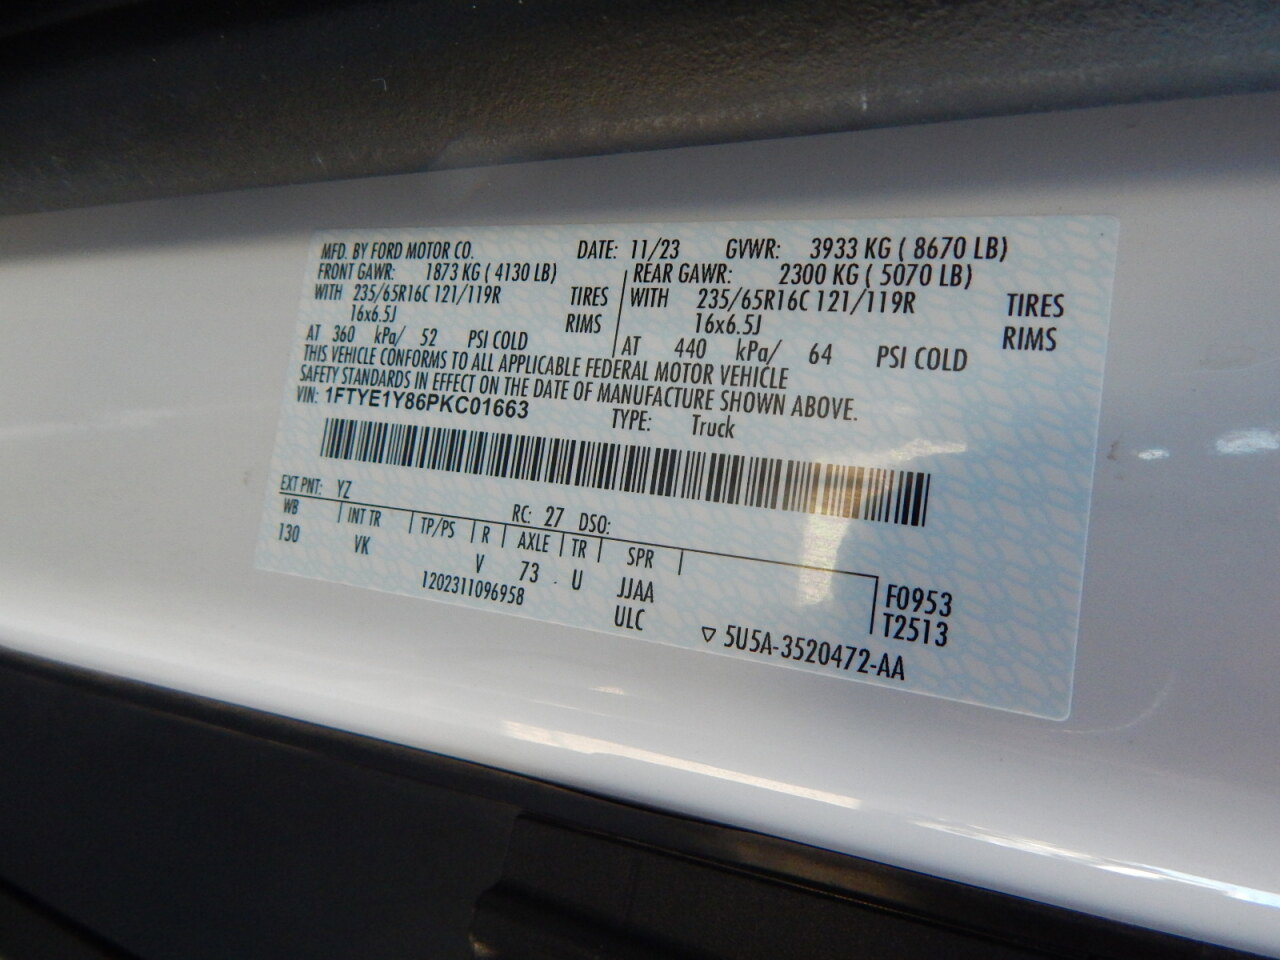 MFD. BY FORD MOTOR CO. DATE: 11/23 GVWR: 3933 KG ( 8670 LB)
FRONT GAWR: 1873 KG ( 4130 LB) REAR GAWR: 2300 KG ( 5070 LB)
WITH 235/65R16C 121/119R TIRES WITH 235/65R16C 121/119R TIRES
16x6.5J RIMS 16x6.5J RIMS
AT 360 kPa/ 52 PSI COLD AT 440 kPa/ 64 PSI COLD
THIS VEHICLE CONFORMS TO ALL APPLICABLE FEDERAL MOTOR VEHICLE
SAFETY STANDARDS IN EFFECT ON THE DATE OF MANUFACTURE SHOWN ABOVE.
VIN: 1FTYE1Y86PKC01663 TYPE: Truck
EXT PNT: YZ RC: 27 DSO:
WB INT TR TP/PS R AXLE TR SPR
130 VK V 73 U JJAA F0953
1202311096958 ULC T2513
5U5A-3520472-AA